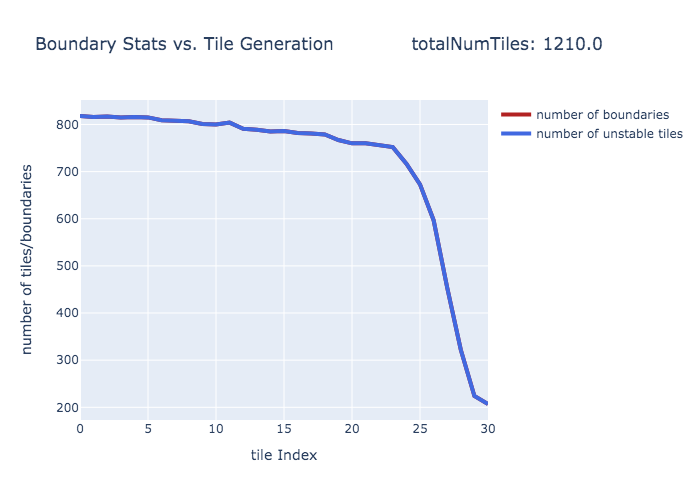 Boundary Stats vs. Tile Generation totalNumTiles: 1210.0
number of boundaries
number of unstable tiles
number of tiles/boundaries
800
700
600
500
400
300
200
0 5 10 15 20 25 30
tile Index